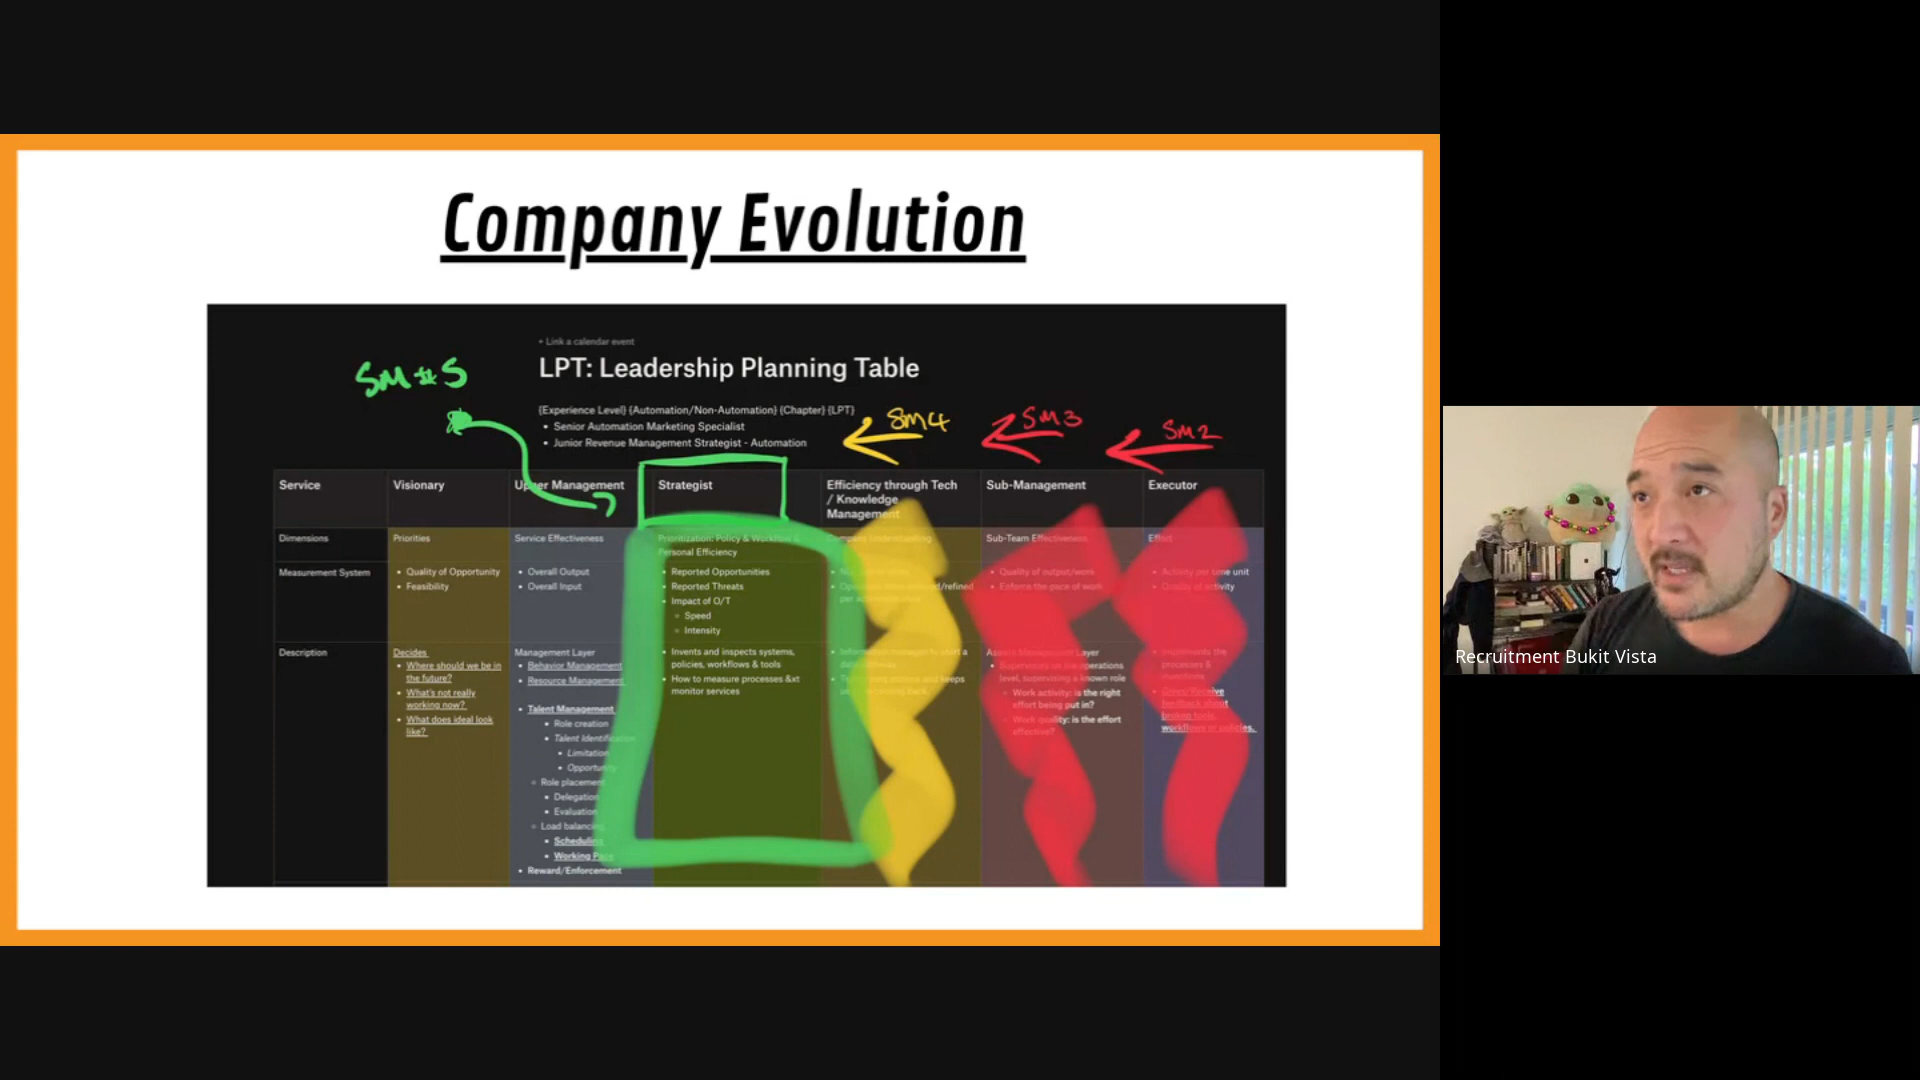 Company Evolution
+ Link a calendar event
LPT: Leadership Planning Table
SM#5
{Experience Level} {Automation/Non-Automation} {Chapter} {LPT}
Senior Automation Marketing Specialist
Junior Revenue Management Strategist - Automation
SM4
SM3
SM2
Service
Visionary
Upper Management
Strategist
Efficiency through Tech
/ Knowledge
Management
Sub-Management
Executor
Dimensions
Priorities
Service Effectiveness
Prioritization: Policy & Workflow &
Personal Efficiency
Company Understanding
Sub-Team Effectiveness
Effort
Measurement System
Quality of Opportunity
Feasibility
Overall Output
Overall Input
Reported Opportunities
Reported Threats
Impact of O/T
Speed
Intensity
Quality of output/work
Enforce the pace of work
Activity per time unit
Quality of activity
Description
Decides
Where should we be in
the future?
What's not really
working now?
What does ideal look
like?
Management Layer
Behavior Management
Resource Management
Talent Management
Role creation
Talent Identification
Limitation
Opportunity
Role placement
Delegation
Evaluation
Load balancing
Scheduling
Working Pace
Reward/Enforcement
Invents and inspects systems,
policies, workflows & tools
How to measure processes &xt
monitor services
Management Layer
operations
level, supervising a known role
Work activity: is the right
effort being put in?
Work quality: is the effort
effective?
Implements the
processes &
feedback about
broken tools,
workflows or policies.
Recruitment Bukit Vista